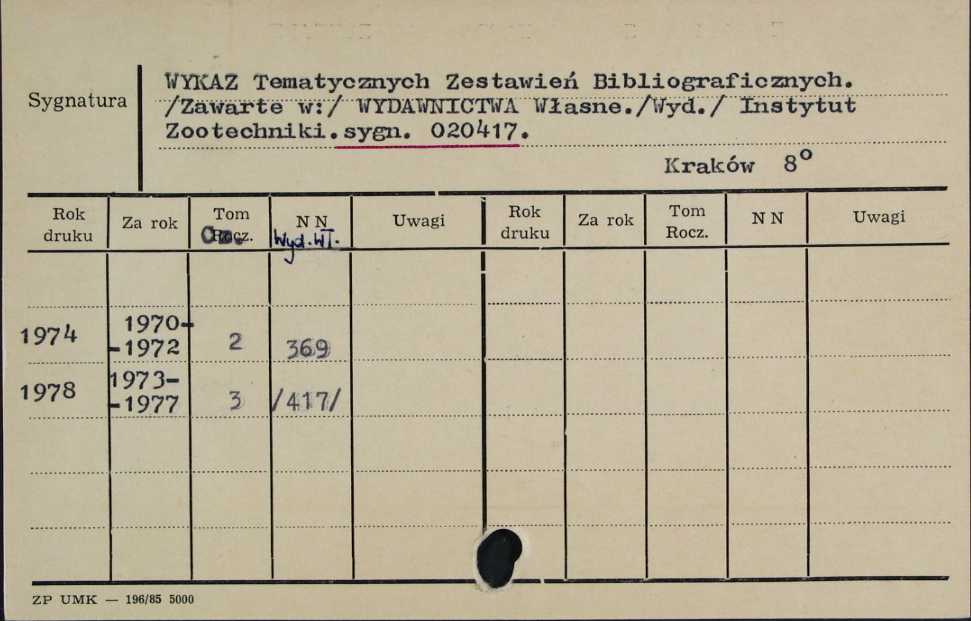 WYKAZ Tematycznych Zestawień Bibliograficznych.
Sygnatura /Zawarte w:/ WYDAWNICTWA Własne./Wyd./ Instytut
Zootechniki.sygn. 020417.
Kraków 8°
Rok druku Za rok Tom Rocz. N N Uwagi Rok druku Za rok Tom Rocz. N N Uwagi
Wyd. Wł.
1974 1970-
-1972 2 369
1978 1973-
-1977 3 /417/
ZP UMK — 196/85 5000